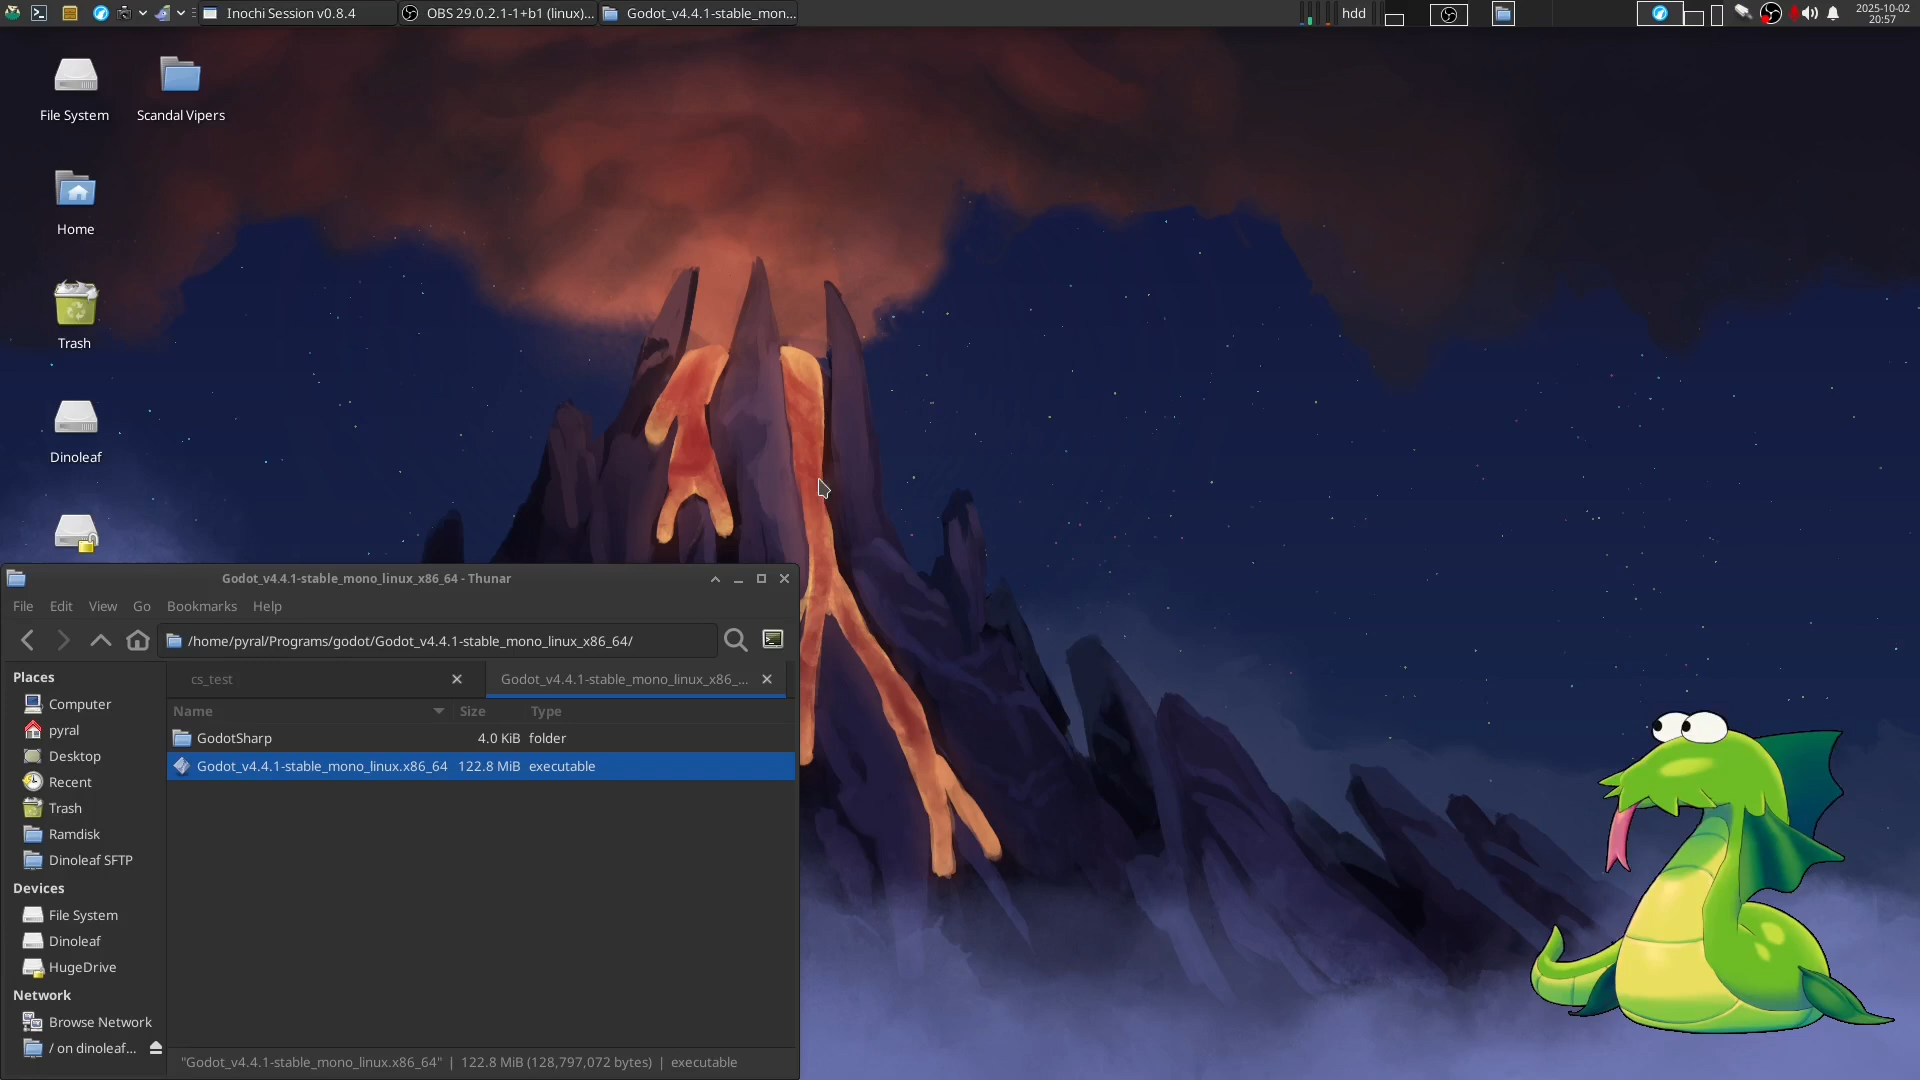 Inochi Session v0.8.4
OBS 29.0.2.1-1+b1 (linux)...
Godot_v4.4.1-stable_mono...
hdd
2025-10-02
20:57
File System
Scandal Vipers
Home
Trash
Dinoleaf
Godot_v4.4.1-stable_mono_linux_x86_64 - Thunar
File Edit View Go Bookmarks Help
/home/pyral/Programs/godot/Godot_v4.4.1-stable_mono_linux_x86_64/
Places
Computer
pyral
Desktop
Recent
Trash
Ramdisk
Dinoleaf SFTP
Devices
File System
Dinoleaf
HugeDrive
Network
Browse Network
/ on dinoleaf...
cs_test
Godot_v4.4.1-stable_mono_linux_x86_...
Name Size Type
GodotSharp 4.0 KiB folder
Godot_v4.4.1-stable_mono_linux.x86_64 122.8 MiB executable
"Godot_v4.4.1-stable_mono_linux.x86_64" | 122.8 MiB (128,797,072 bytes) | executable